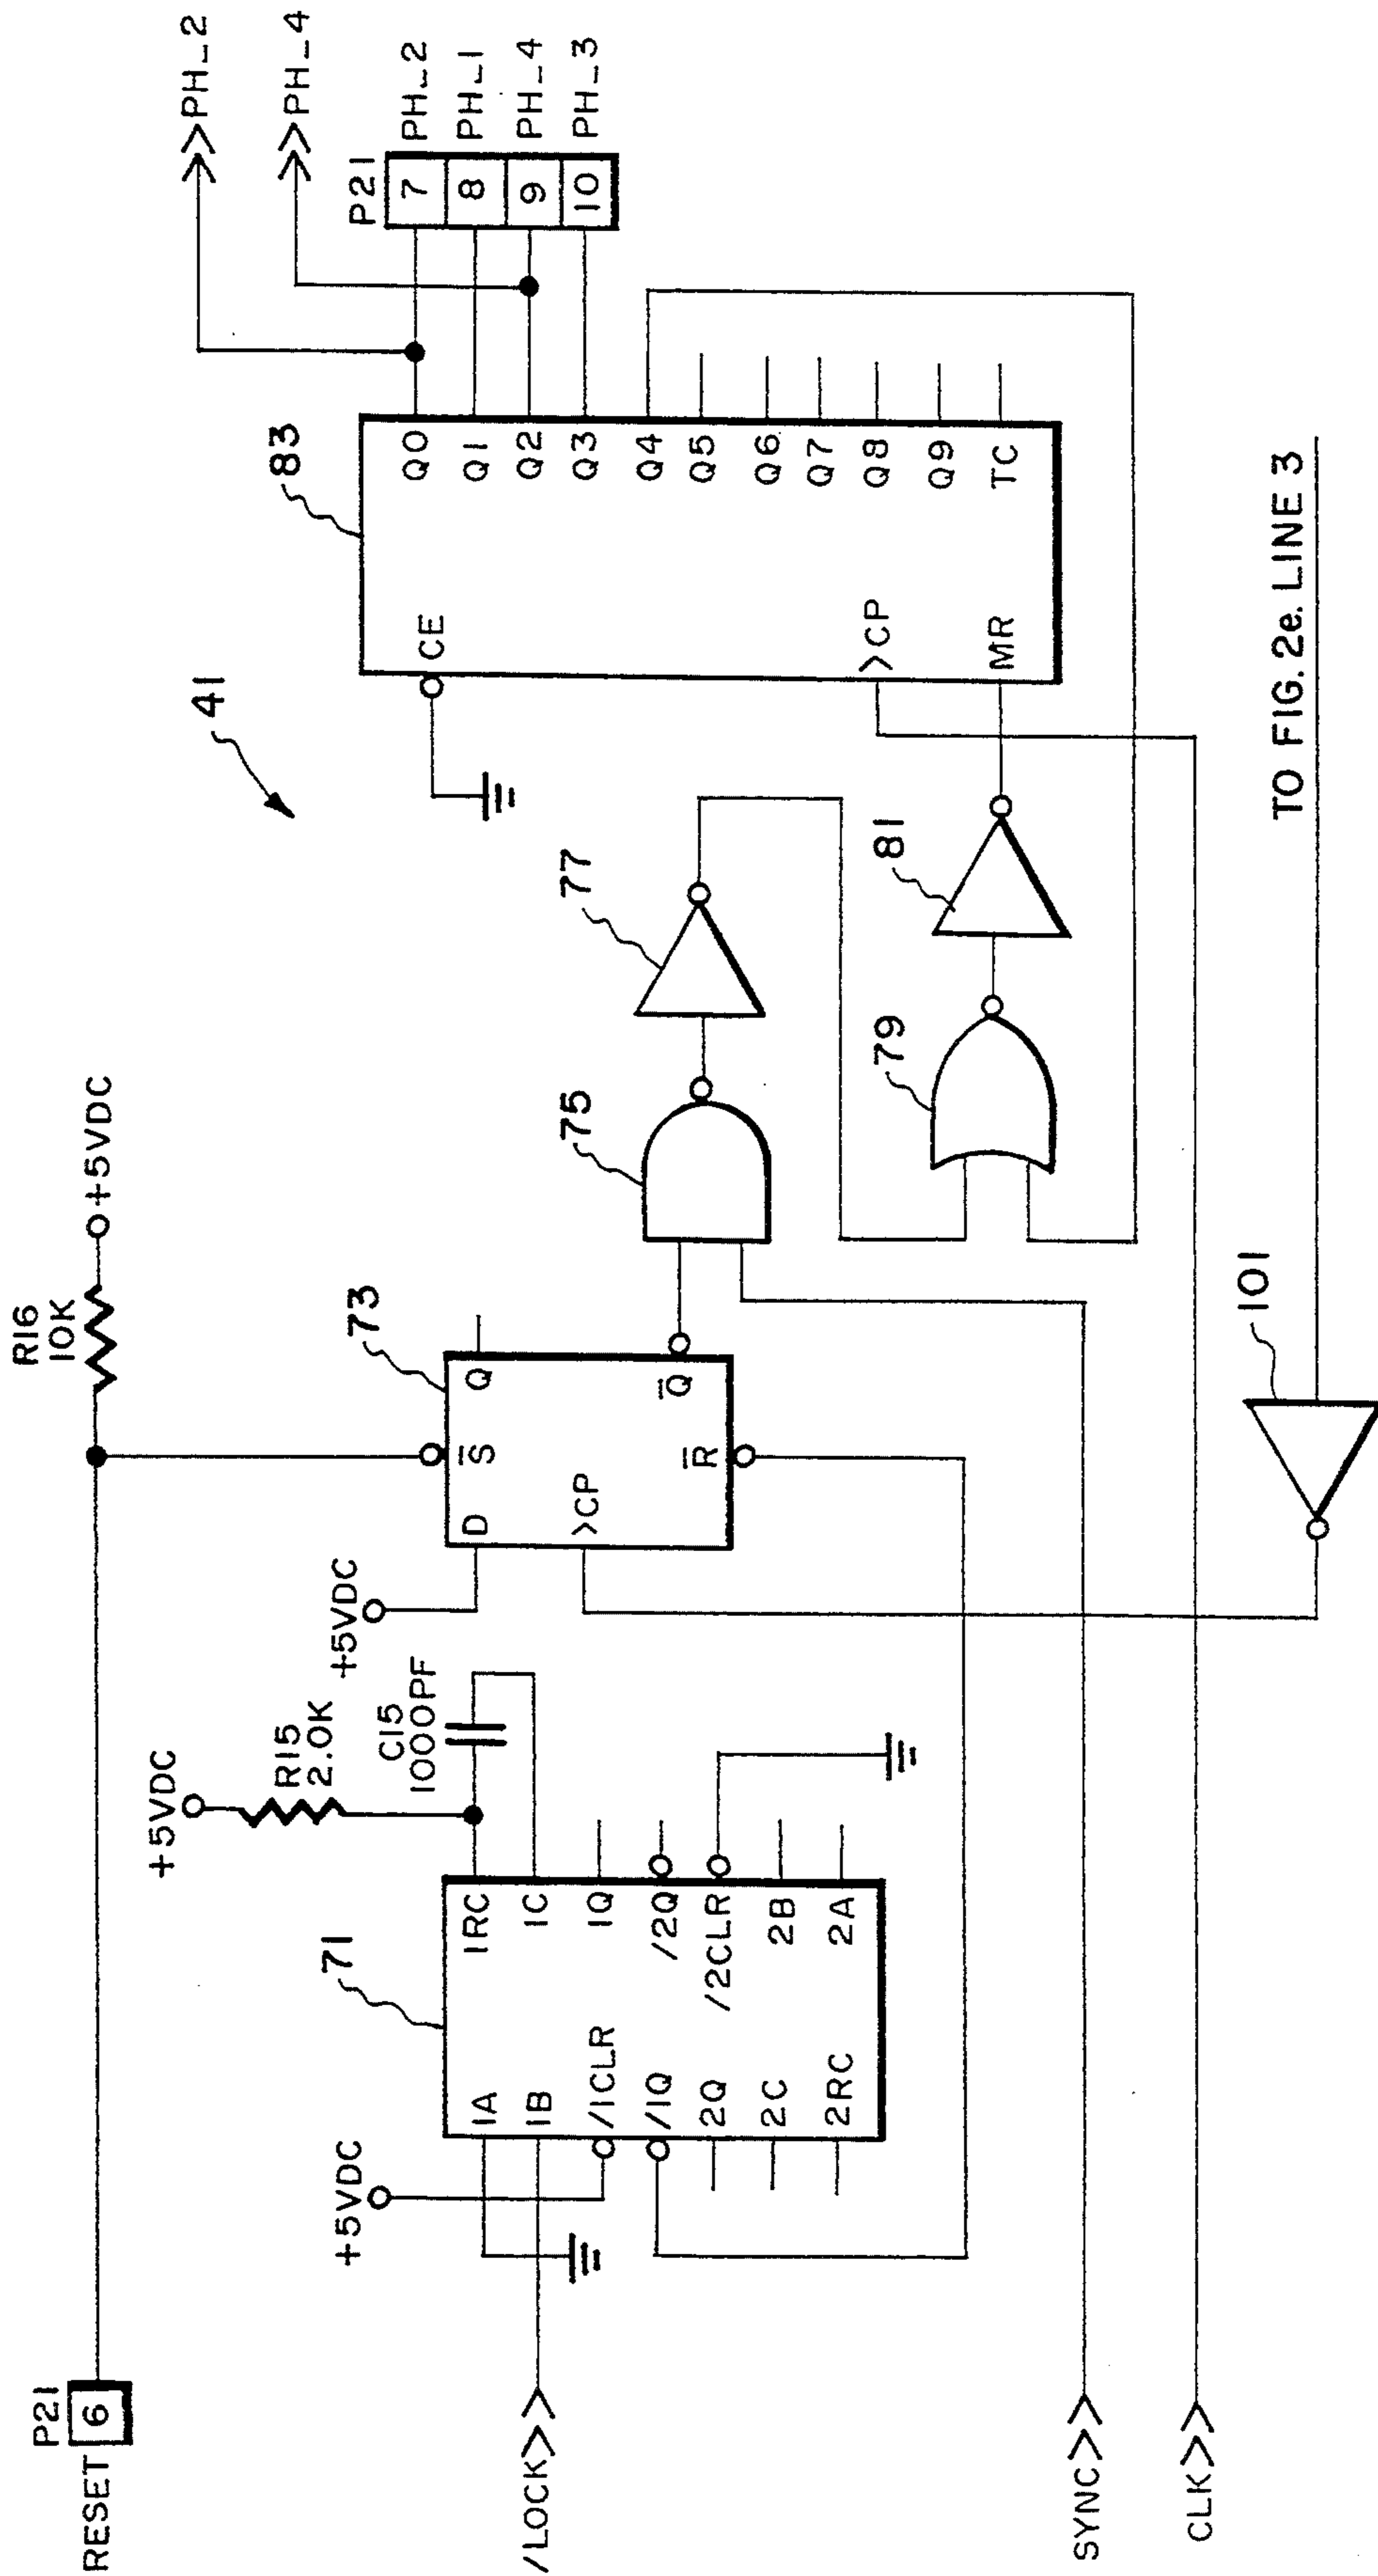 P21
RESET 6
R16
10K
+5VDC
/LOCK>>
SYNC>>
CLK>>
+5VDC
71
1A
1B
/1CLR
/1Q
2Q
2C
2RC
1RC
1C
1Q
/2Q
/2CLR
2B
2A
+5VDC
R15
2.0K
C15
1000PF
+5VDC
73
D
S
>CP
R
Q
Q
75
77
79
81
101
41
83
CE
>CP
MR
Q0
Q1
Q2
Q3
Q4
Q5
Q6
Q7
Q8
Q9
TC
>>PH_2
>>PH_4
P21
7 PH_2
8 PH_1
9 PH_4
10 PH_3
TO FIG. 2e. LINE 3